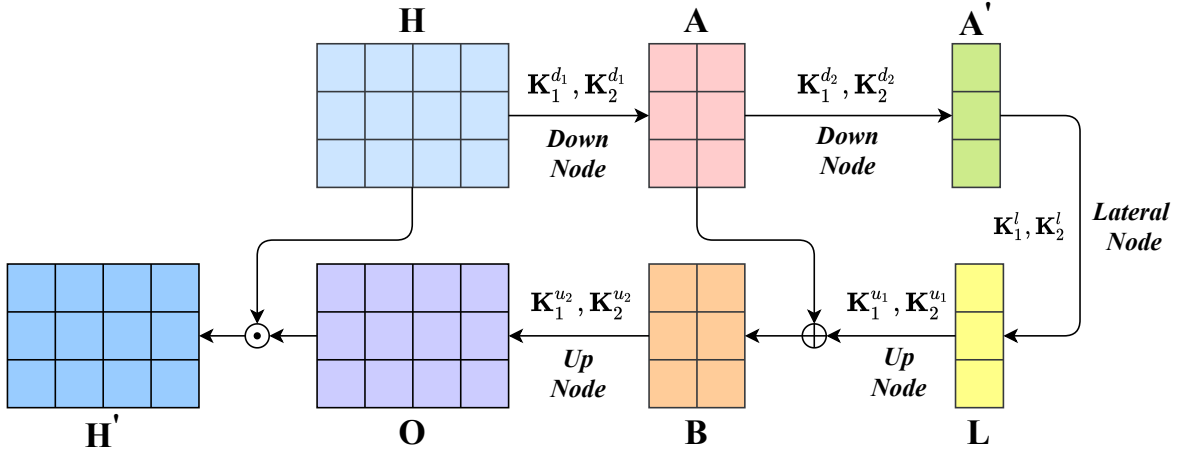 H
A
A'
K₁^{d₁}, K₂^{d₁}
Down
Node
K₁^{d₂}, K₂^{d₂}
Down
Node
K₁^{l}, K₂^{l}
Lateral
Node
K₁^{u₂}, K₂^{u₂}
Up
Node
K₁^{u₁}, K₂^{u₁}
Up
Node
H'
O
B
L